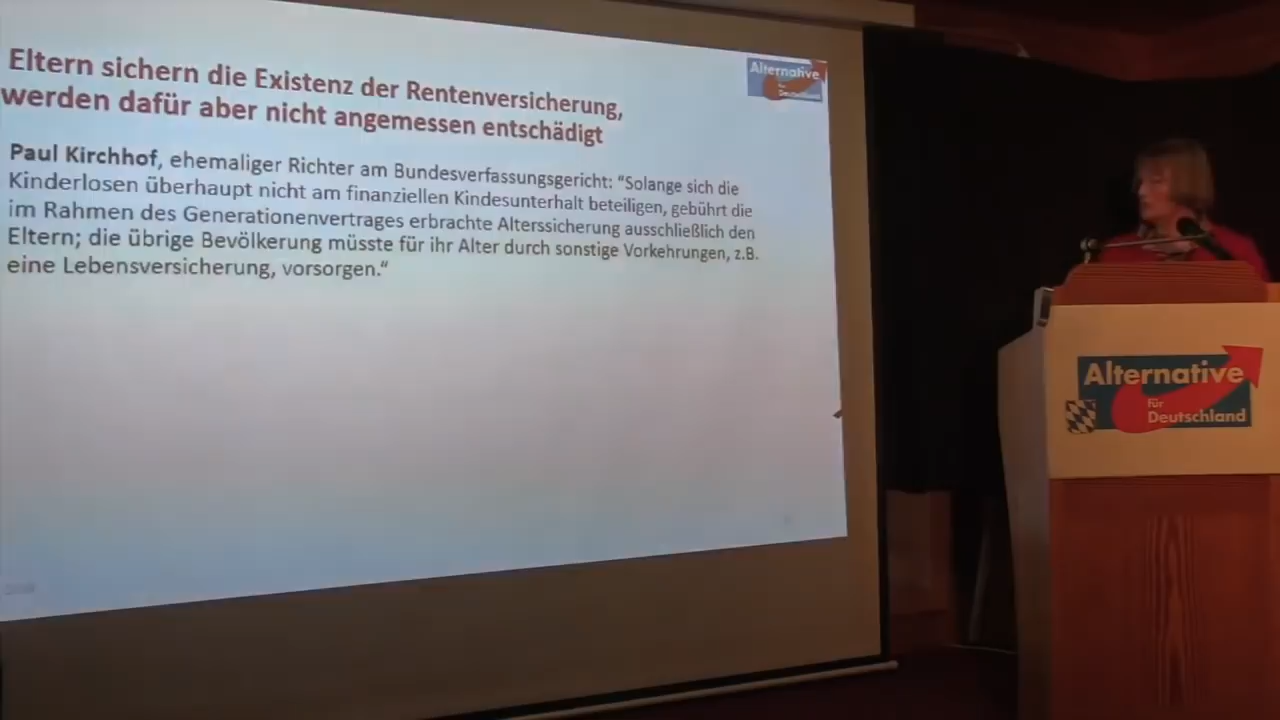 Eltern sichern die Existenz der Rentenversicherung,
werden dafür aber nicht angemessen entschädigt
Alternative
für
Deutschland
Paul Kirchhof, ehemaliger Richter am Bundesverfassungsgericht: “Solange sich die
Kinderlosen überhaupt nicht am finanziellen Kindesunterhalt beteiligen, gebührt die
im Rahmen des Generationenvertrages erbrachte Alterssicherung ausschließlich den
Eltern; die übrige Bevölkerung müsste für ihr Alter durch sonstige Vorkehrungen, z.B.
eine Lebensversicherung, vorsorgen.“
Alternative
für
Deutschland